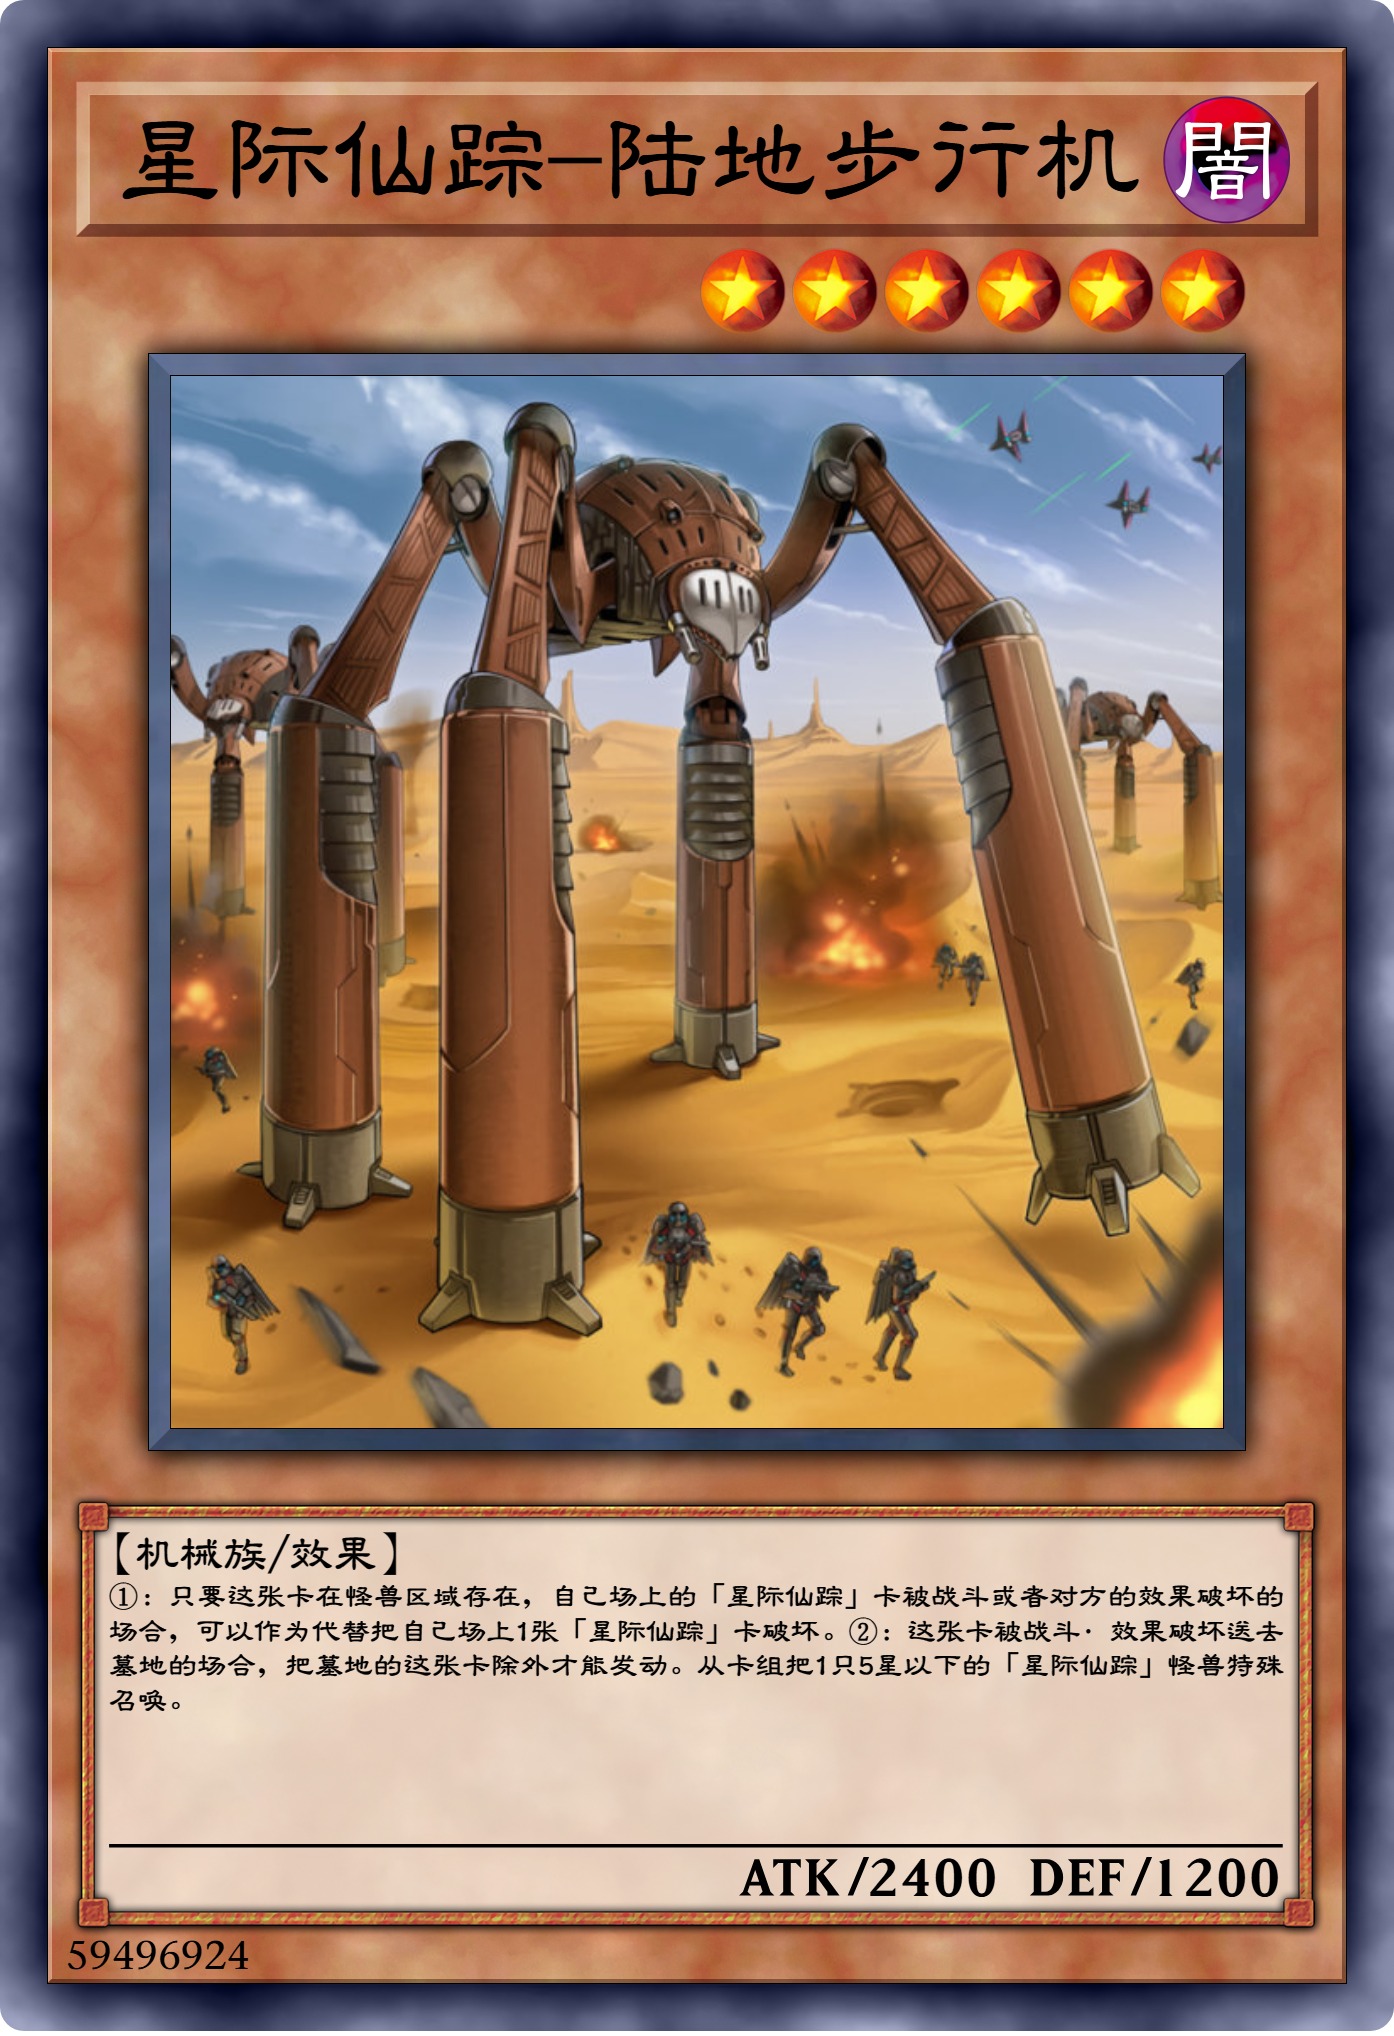 星际仙踪-陆地步行机 闇
【机械族/效果】
①：只要这张卡在怪兽区域存在，自己场上的「星际仙踪」卡被战斗或者对方的效果破坏的
场合，可以作为代替把自己场上1张「星际仙踪」卡破坏。②：这张卡被战斗·效果破坏送去
墓地的场合，把墓地的这张卡除外才能发动。从卡组把1只5星以下的「星际仙踪」怪兽特殊
召唤。
ATK/2400 DEF/1200
59496924